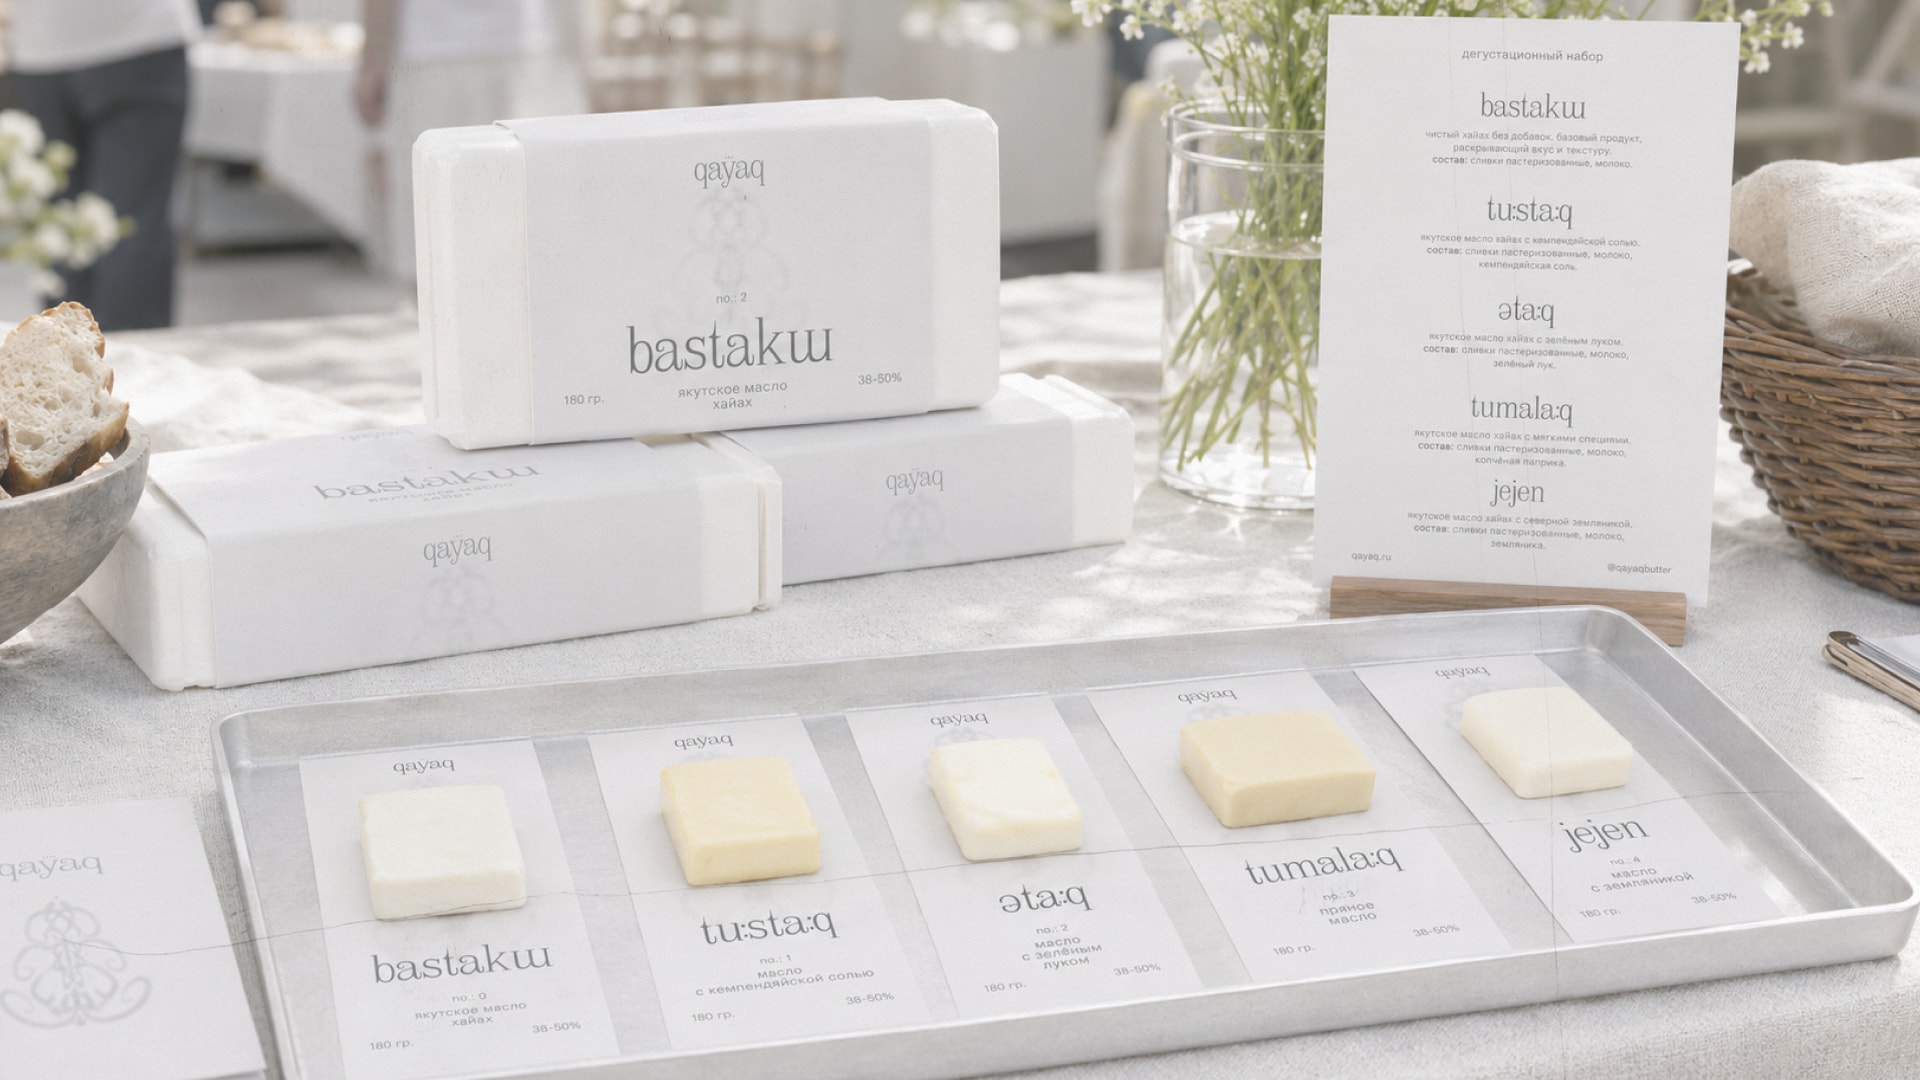 qaÿaq
no.: 2
bastakɯ
180 гр.
якутское масло
хайах
38-50%
bastakɯ
якутское масло
хайах
qaÿaq
qaÿaq
дегустационный набор
bastakɯ
чистый хайах без добавок. базовый продукт,
раскрывающий вкус и текстуру.
состав: сливки пастеризованные, молоко.
tu:sta:q
якутское масло хайах с кемпендяйской солью.
состав: сливки пастеризованные, молоко,
кемпендяйская соль.
əta:q
якутское масло хайах с зелёным луком.
состав: сливки пастеризованные, молоко,
зелёный лук.
tumala:q
якутское масло хайах с мягкими специями.
состав: сливки пастеризованные, молоко,
копчёная паприка.
jejen
якутское масло хайах с северной земляникой.
состав: сливки пастеризованные, молоко,
земляника.
qayaq.ru
@qayaqbutter
qaÿaq
qaÿaq
bastakɯ
no.: 0
якутское масло
хайах
180 гр.
38-50%
qaÿaq
tu:sta:q
no.: 1
масло
с кемпендяйской солью
180 гр.
38-50%
qaÿaq
əta:q
no.: 2
масло
с зелёным
луком
180 гр.
38-50%
qaÿaq
tumala:q
no.: 3
пряное
масло
180 гр.
38-50%
qaÿaq
jejen
no.: 4
масло
с земляникой
180 гр.
38-50%